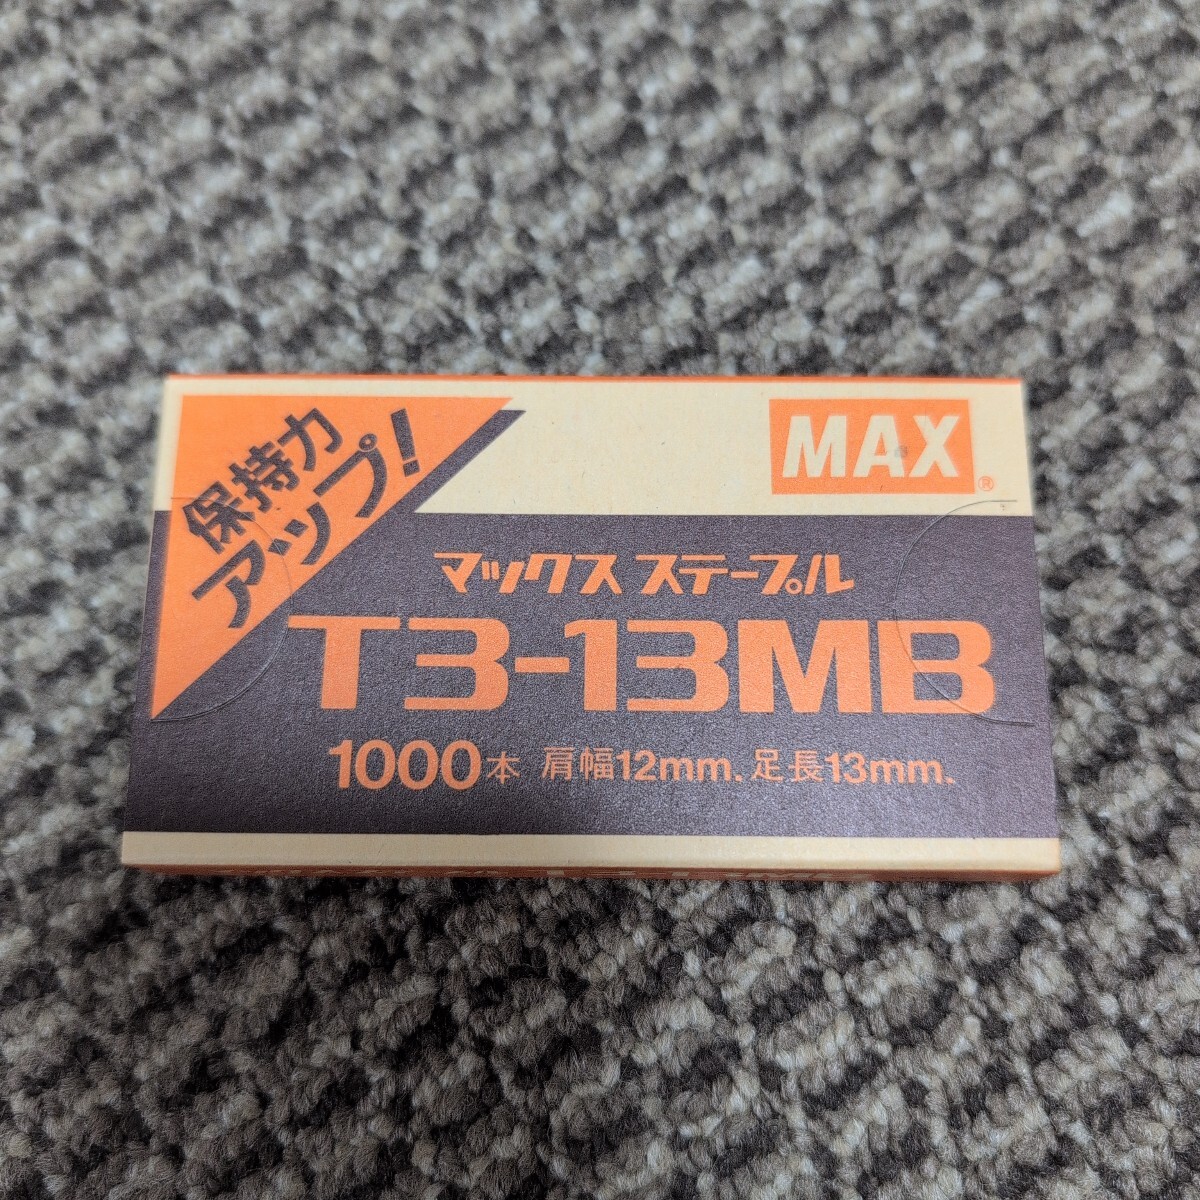 保持力
アップ!
MAX®
マックス ステープル
T3-13MB
1000本 肩幅12mm. 足長13mm.